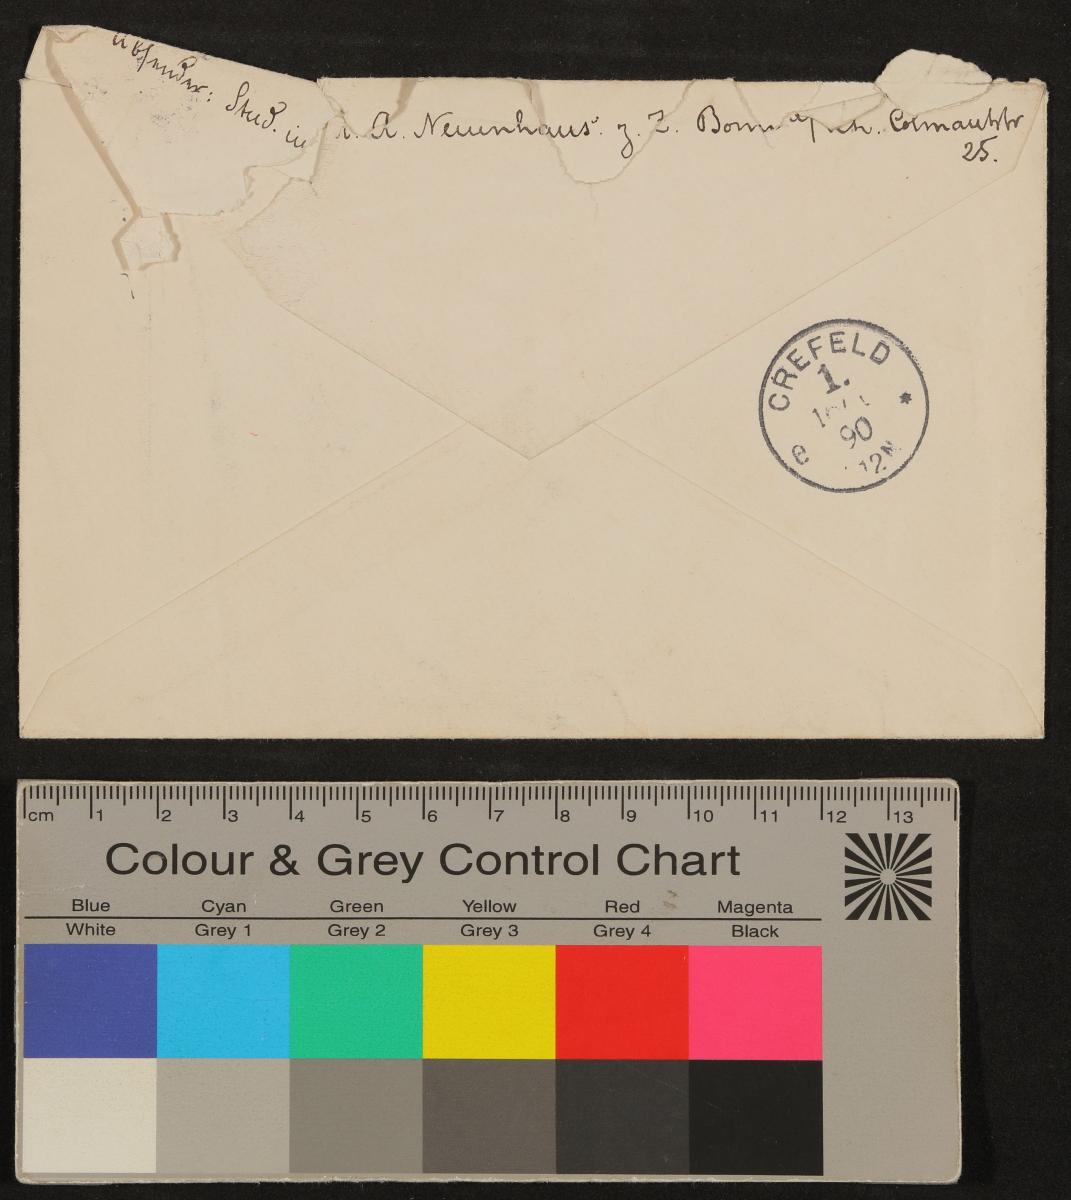 Absender: Stud. A. Neuenhaus z. Z. Bonn a/Rh. Colmantstr
25.
CREFELD
1.
90
12N
e
*
cm 1 2 3 4 5 6 7 8 9 10 11 12 13
Colour & Grey Control Chart
Blue Cyan Green Yellow Red Magenta
White Grey 1 Grey 2 Grey 3 Grey 4 Black